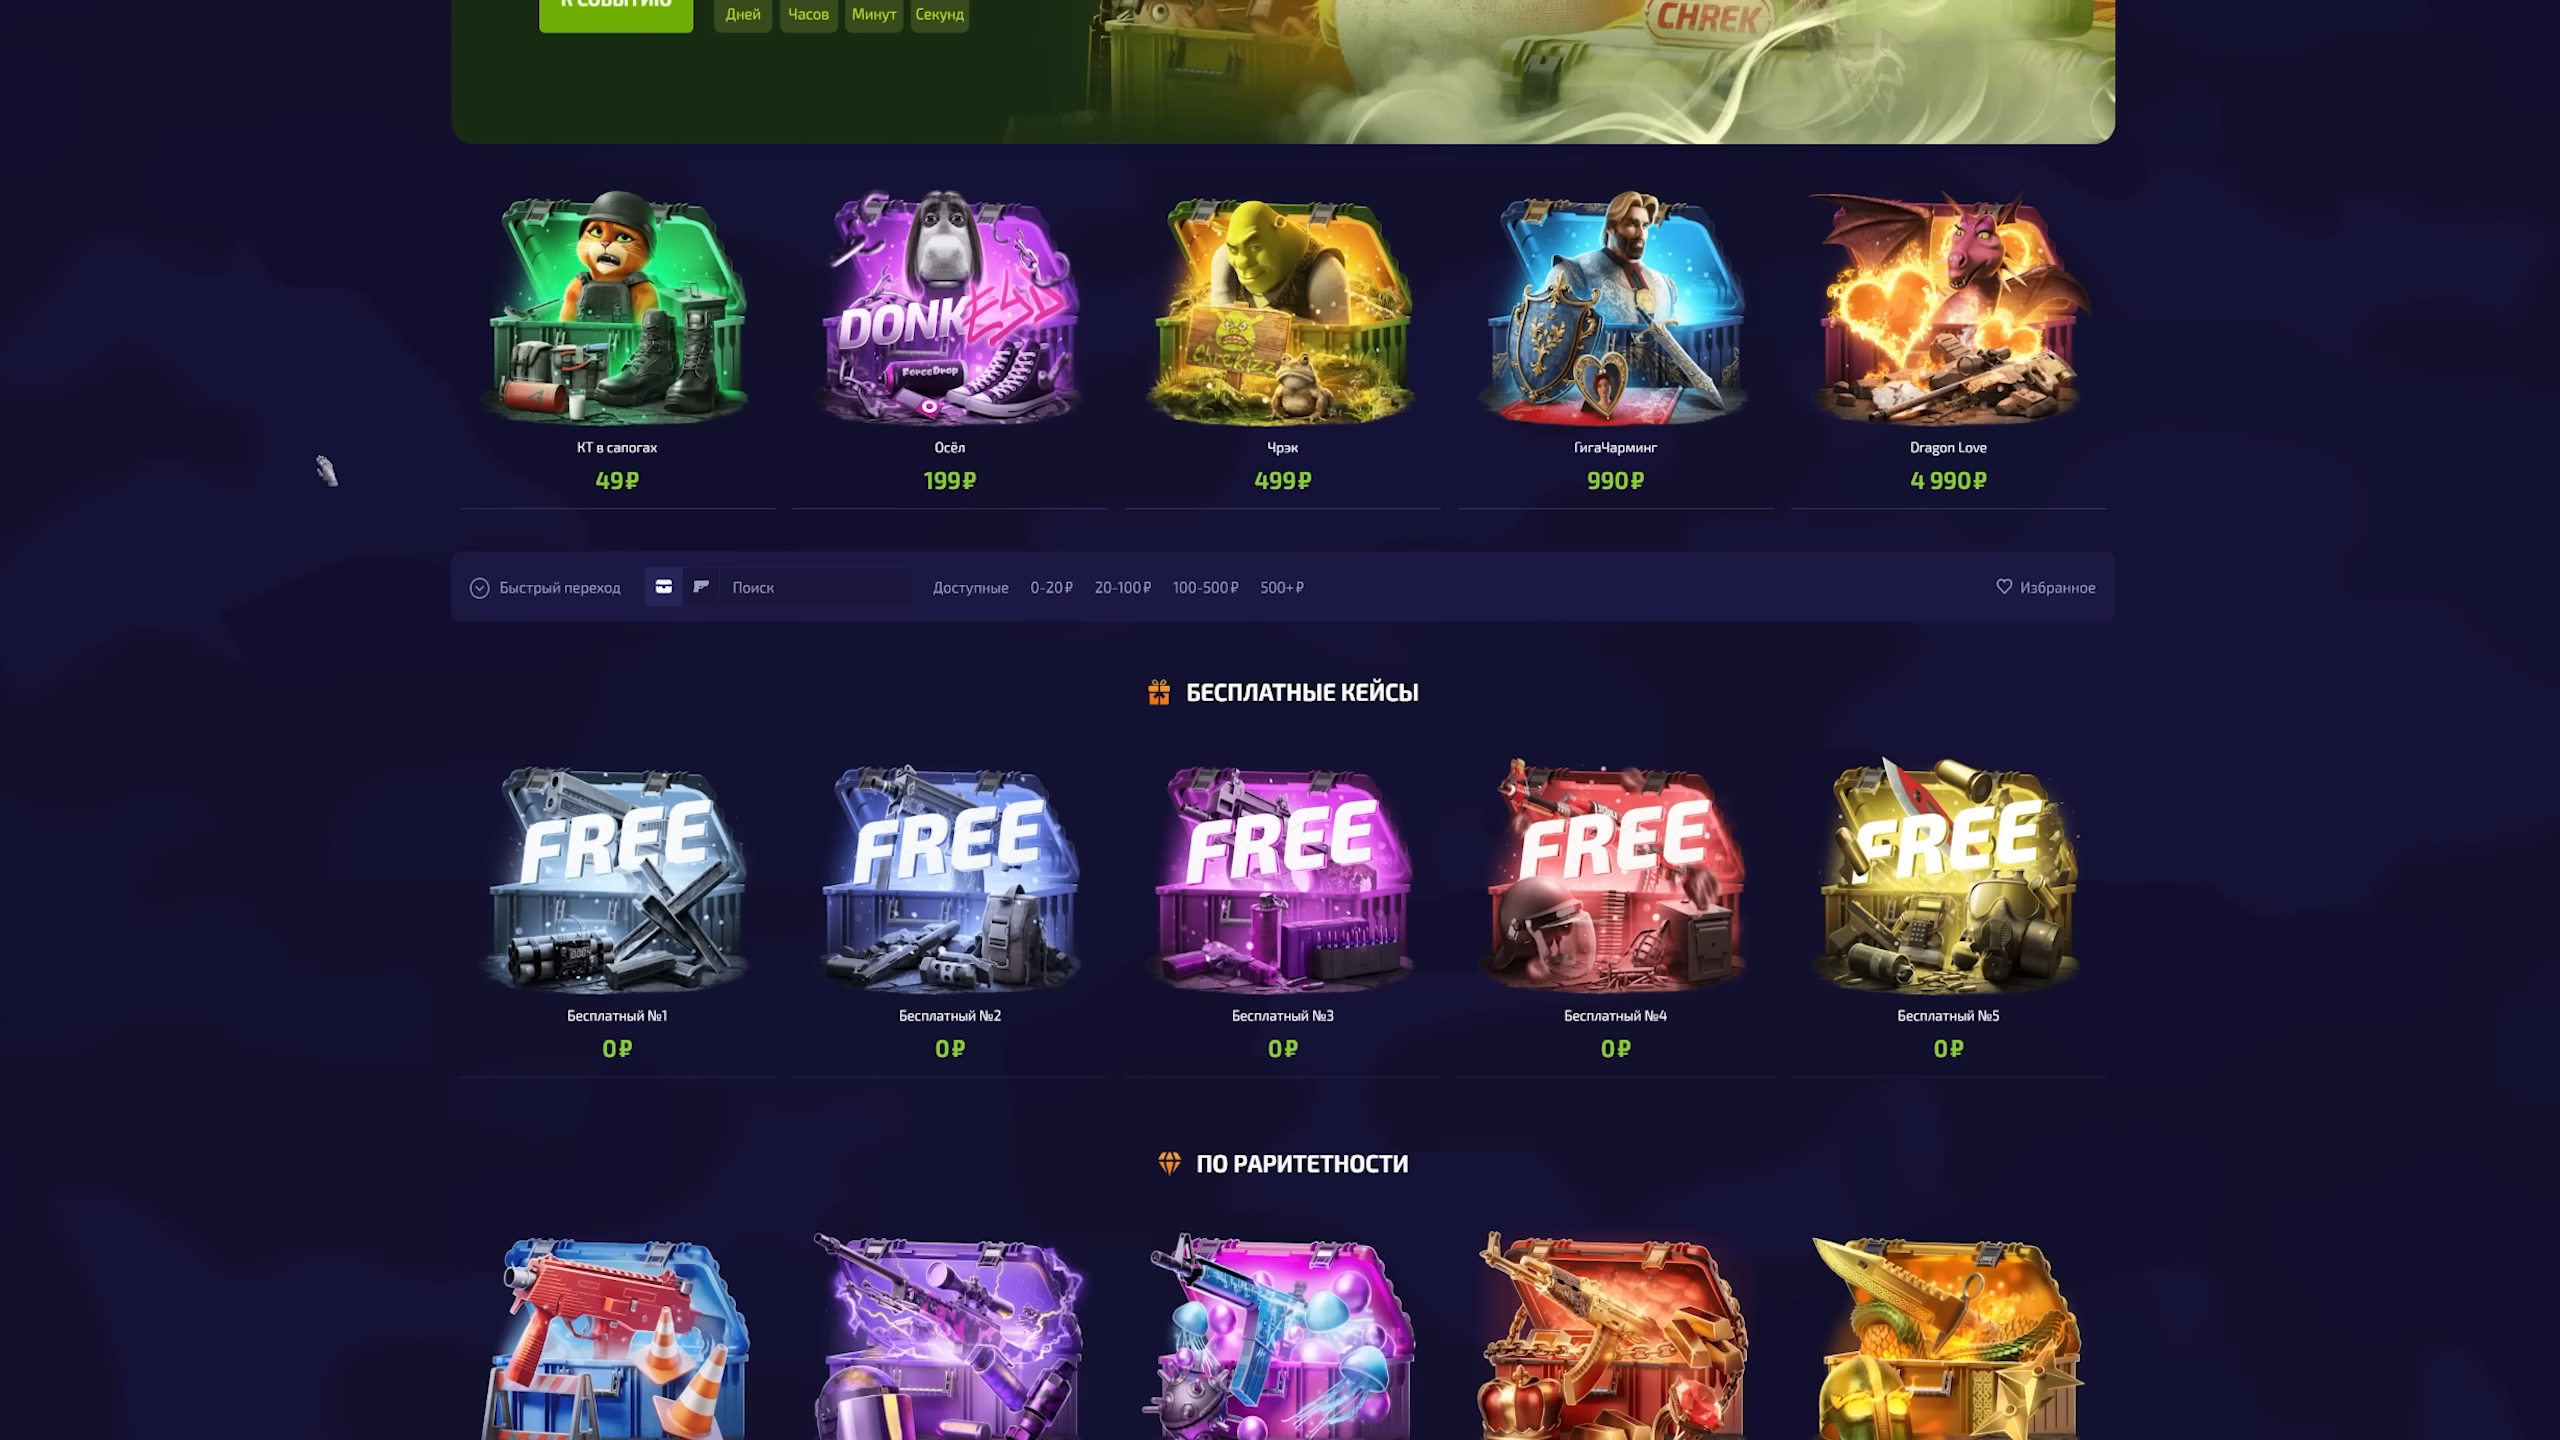 К СОБЫТИЮ
Дней Часов Минут Секунд
CHREK
DONKESD
ForceDrop
Chrekizz
КТ в сапогах
49₽
Осёл
199₽
Чрэк
499₽
ГигаЧарминг
990₽
Dragon Love
4 990₽
Быстрый переход Поиск Доступные 0-20₽ 20-100₽ 100-500₽ 500+₽ Избранное
БЕСПЛАТНЫЕ КЕЙСЫ
FREE
FREE
FREE
FREE
FREE
Бесплатный №1
0₽
Бесплатный №2
0₽
Бесплатный №3
0₽
Бесплатный №4
0₽
Бесплатный №5
0₽
ПО РАРИТЕТНОСТИ